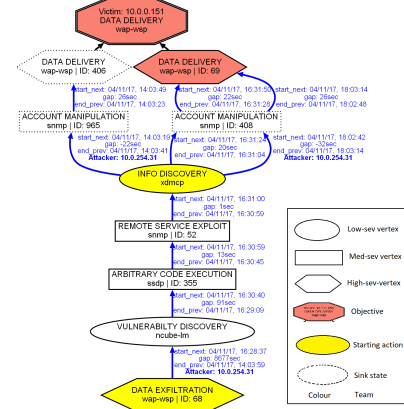 Victim: 10.0.0.151
DATA DELIVERY
wap-wsp
DATA DELIVERY
wap-wsp | ID: 406
DATA DELIVERY
wap-wsp | ID: 69
start_next: 04/11/17, 14:03:49
gap: 26sec
end_prev: 04/11/17, 14:03:23
start_next: 04/11/17, 16:31:50
gap: 22sec
end_prev: 04/11/17, 16:31:28
start_next: 04/11/17, 18:03:14
gap: 26sec
end_prev: 04/11/17, 18:02:48
ACCOUNT MANIPULATION
snmp | ID: 965
ACCOUNT MANIPULATION
snmp | ID: 408
start_next: 04/11/17, 14:03:19
gap: -22sec
end_prev: 04/11/17, 14:03:41
Attacker: 10.0.254.31
start_next: 04/11/17, 16:31:24
gap: 20sec
end_prev: 04/11/17, 16:31:04
start_next: 04/11/17, 18:02:42
gap: -32sec
end_prev: 04/11/17, 18:03:14
Attacker: 10.0.254.31
INFO DISCOVERY
xdmcp
start_next: 04/11/17, 16:31:00
gap: 1sec
end_prev: 04/11/17, 16:30:59
REMOTE SERVICE EXPLOIT
snmp | ID: 52
start_next: 04/11/17, 16:30:59
gap: 13sec
end_prev: 04/11/17, 16:30:45
ARBITRARY CODE EXECUTION
ssdp | ID: 355
start_next: 04/11/17, 16:30:40
gap: 91sec
end_prev: 04/11/17, 16:29:09
VULNERABILTY DISCOVERY
ncube-lm
start_next: 04/11/17, 16:28:37
gap: 8677sec
end_prev: 04/11/17, 14:03:59
Attacker: 10.0.254.31
DATA EXFILTRATION
wap-wsp | ID: 68
Low-sev vertex
Med-sev vertex
High-sev-vertex
Objective
Starting action
Sink state
Colour Team